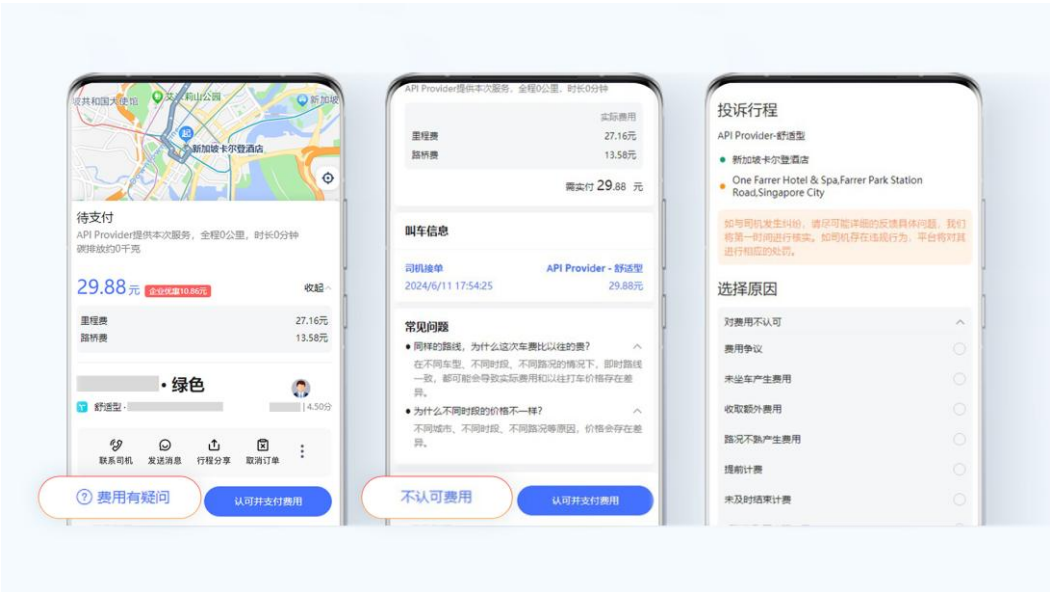 艾米莉山公园
新加坡
起
新加坡卡尔登酒店
待支付
API Provider提供本次服务，全程0公里，时长0分钟
碳排放约0千克
29.88元 企业优惠10.86元 收起
里程费 27.16元
路桥费 13.58元
·绿色
舒适型·
4.50分
联系司机 发送消息 行程分享 取消订单
费用有疑问
认可并支付费用
API Provider提供本次服务，全程0公里，时长0分钟
实际费用
里程费 27.16元
路桥费 13.58元
需实付 29.88 元
叫车信息
司机接单 API Provider - 舒适型
2024/6/11 17:54:25 29.88元
常见问题
同样的路线，为什么这次车费比以往的贵？
在不同车型、不同时段、不同路况的情况下，即时路线
一致，都可能会导致实际费用和以往打车价格存在差
异。
为什么不同时段的价格不一样？
不同城市、不同时段、不同路况等原因，价格会存在差
异。
不认可费用
认可并支付费用
投诉行程
API Provider-舒适型
新加坡卡尔登酒店
One Farrer Hotel & Spa,Farrer Park Station
Road,Singapore City
如与司机发生纠纷，请尽可能详细的反馈具体问题，我们
将第一时间进行核实。如司机存在违规行为，平台将对其
进行相应的处罚。
选择原因
对费用不认可
费用争议
未坐车产生费用
收取额外费用
路况不熟产生费用
提前计费
未及时结束计费